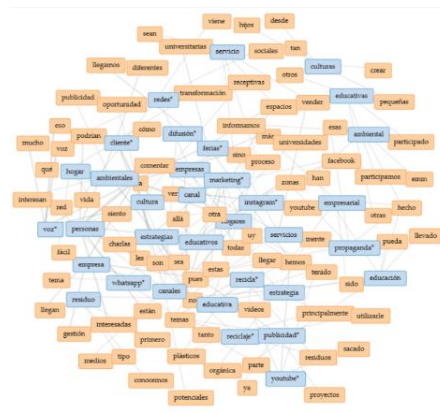 viene
hijos
desde
sean
universitarias
servicio
sociales
tan
llegamos
diferentes
otros
culturas
crear
publicidad
oportunidad
redes*
transformación
receptivas
espacios
vender
educativas
pequeñas
eso
mucho
voz
podrían
cliente*
cómo
difusión*
informamos
ferias*
universidades
esas
ambiental
participado
qué
hogar
ambientales
comentar
empresas
sino
proceso
facebook
participamos
marketing*
zonas
han
interesan
red
vida
cultura
canal
instagram*
youtube
empresarial
otras
hecho
voz*
personas
siento
allá
otra
estrategias
educativos
uy
servicios
mente
propaganda*
pueda
llevado
fácil
charlas
todas
empresa
les
son
sea
estas
llegar
hemos
tenido
tema
whatsapp*
pues
recicla*
sido
educación
residuo
canales
estrategia
llegan
están
educativa
videos
principalmente
utilizarle
gestión
interesadas
temas
primero
tanto
reciclaje*
publicidad*
sacado
medios
tipo
plásticos
orgánica
parte
residuos
conocemos
ya
youtube*
potenciales
proyectos